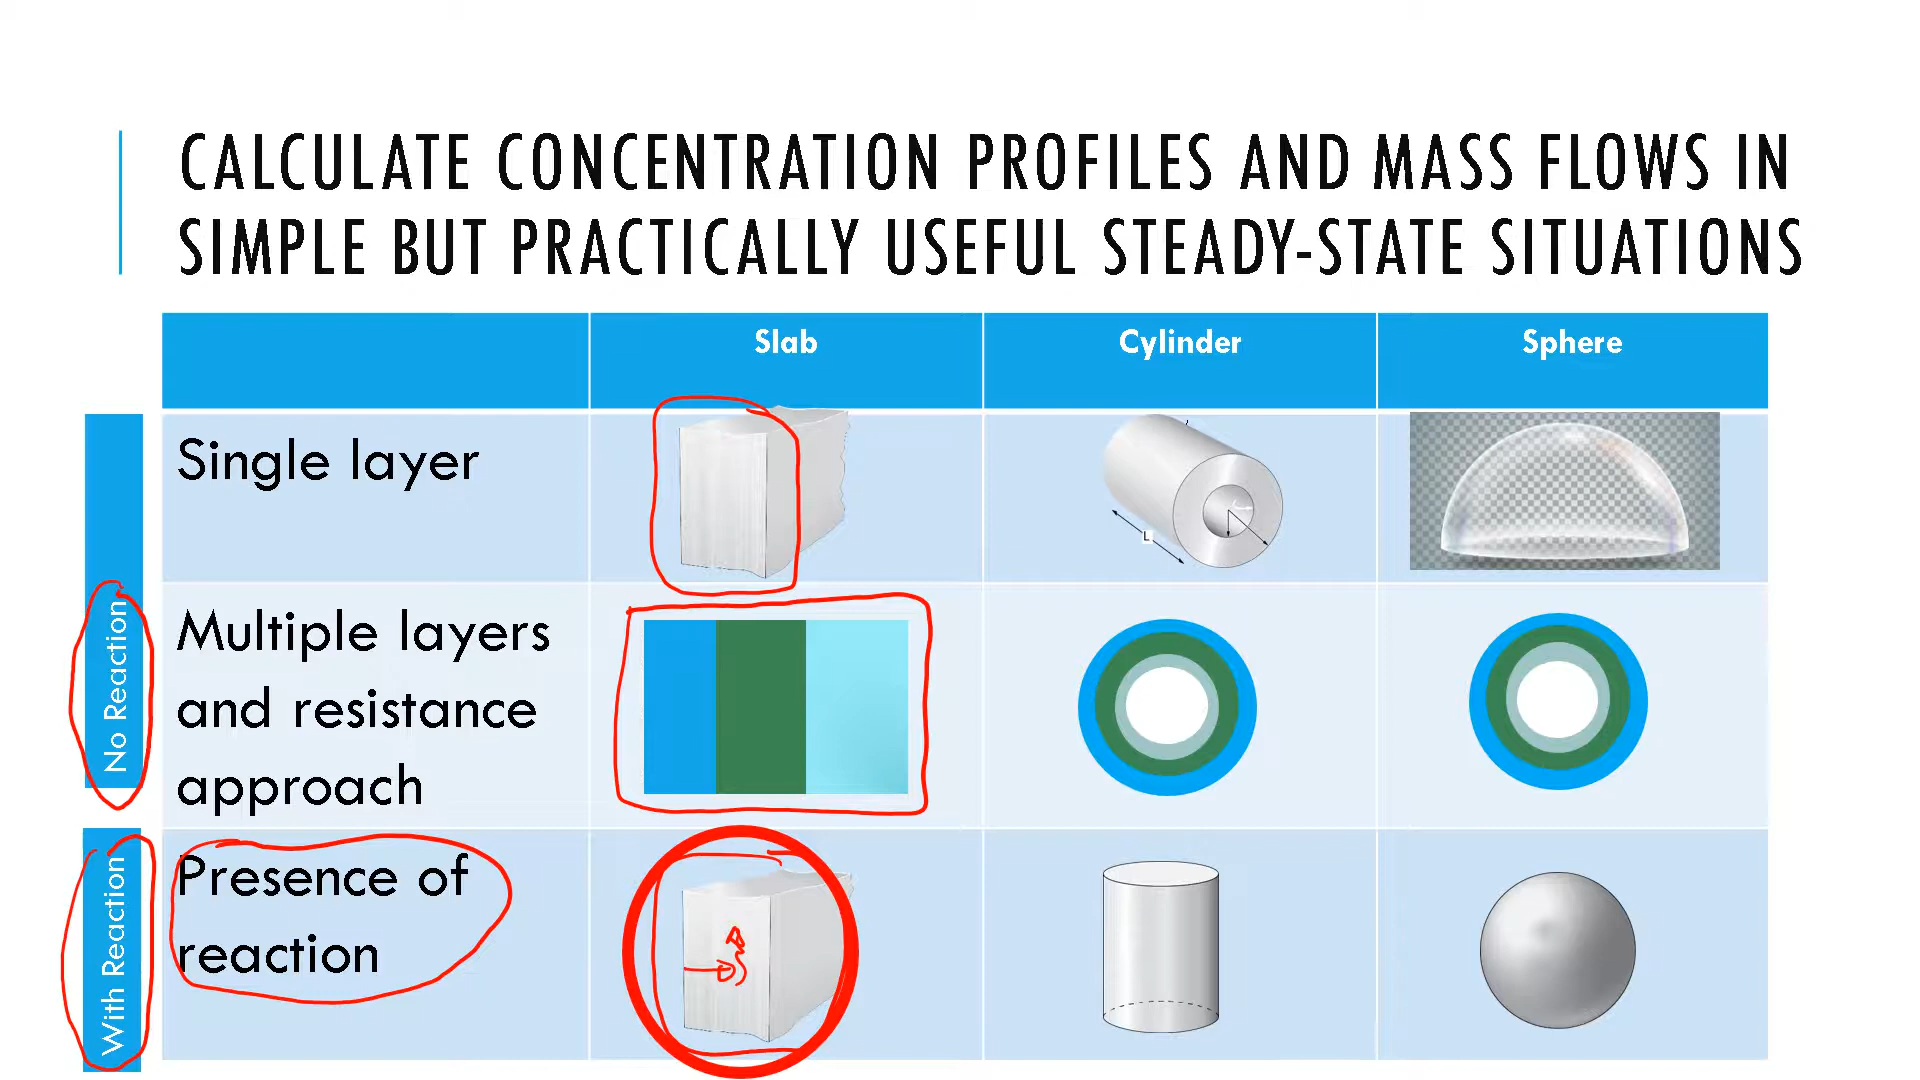 CALCULATE CONCENTRATION PROFILES AND MASS FLOWS IN
SIMPLE BUT PRACTICALLY USEFUL STEADY-STATE SITUATIONS
Slab
Cylinder
Sphere
No Reaction
Single layer
L
Multiple layers
and resistance
approach
With Reaction
Presence of
reaction